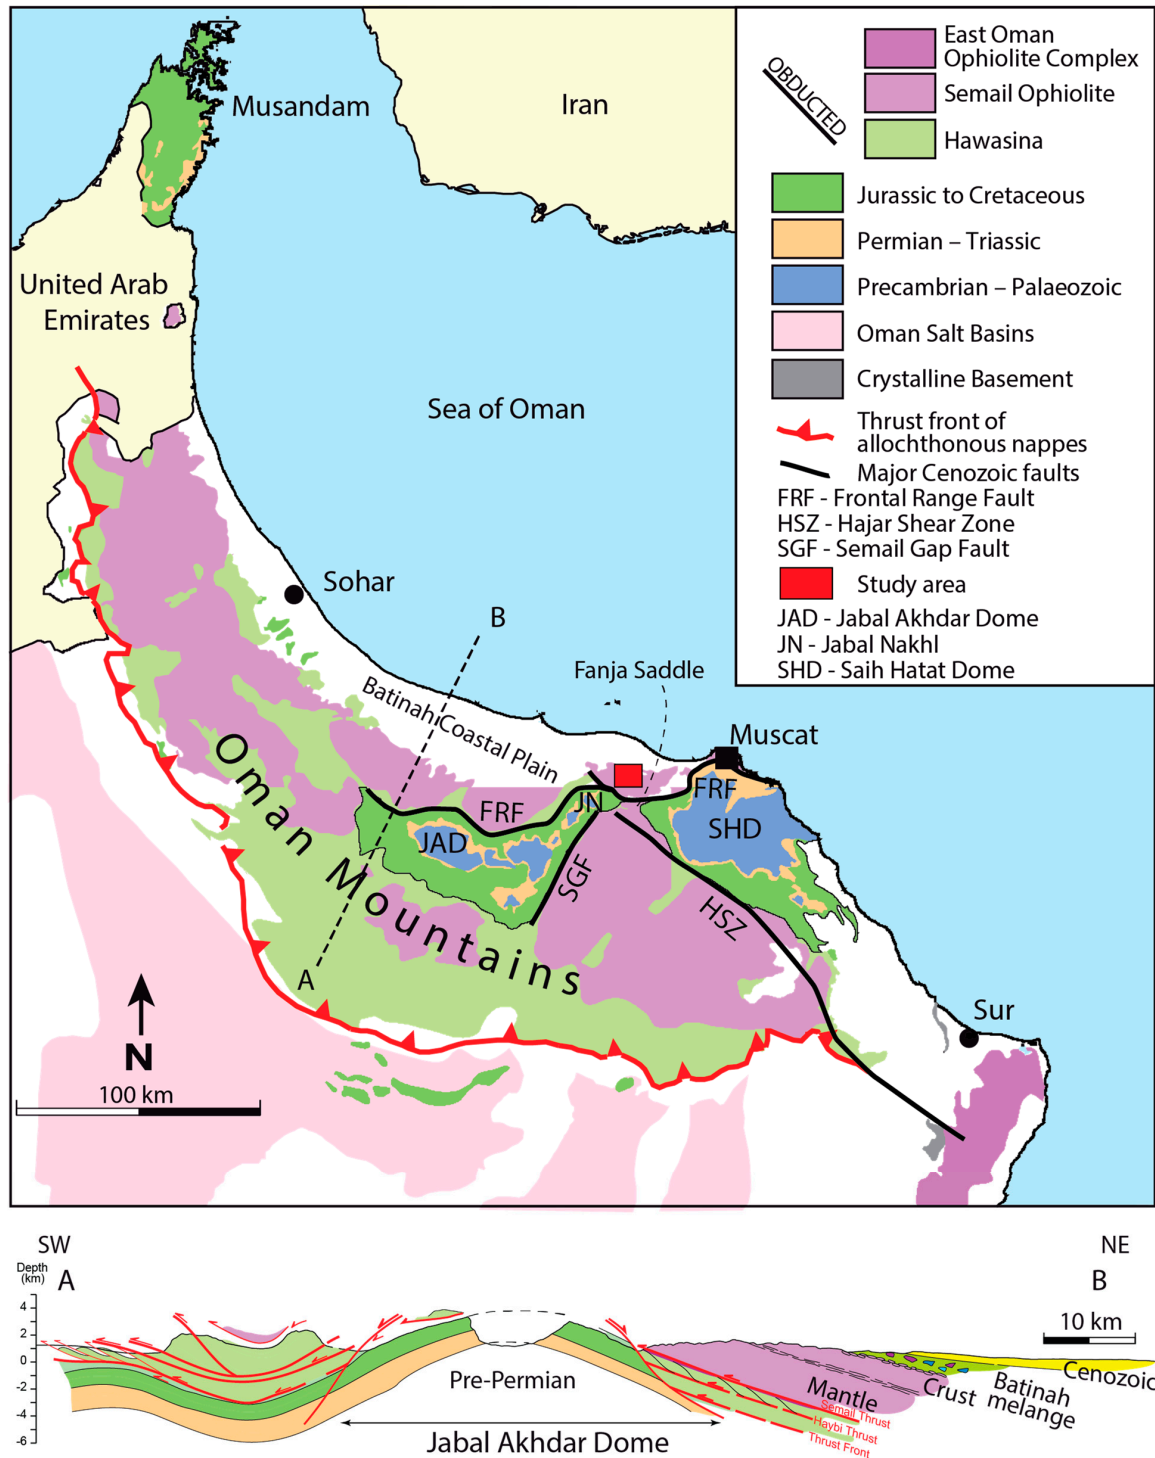 Musandam
Iran
United Arab
Emirates
Sea of Oman
Sohar
B
Fanja Saddle
Batinah Coastal Plain
Muscat
FRF
JN
FRF
JAD
SHD
SGF
HSZ
Oman Mountains
A
Sur
N
100 km
OBDUCTED
East Oman
Ophiolite Complex
Semail Ophiolite
Hawasina
Jurassic to Cretaceous
Permian – Triassic
Precambrian – Palaeozoic
Oman Salt Basins
Crystalline Basement
Thrust front of
allochthonous nappes
Major Cenozoic faults
FRF - Frontal Range Fault
HSZ - Hajar Shear Zone
SGF - Semail Gap Fault
Study area
JAD - Jabal Akhdar Dome
JN - Jabal Nakhl
SHD - Saih Hatat Dome
SW
NE
Depth
(km)
A
B
10 km
4
2
0
-2
-4
-6
Pre-Permian
Jabal Akhdar Dome
Mantle
Crust
Batinah
melange
Cenozoic
Semail Thrust
Haybi Thrust
Thrust Front